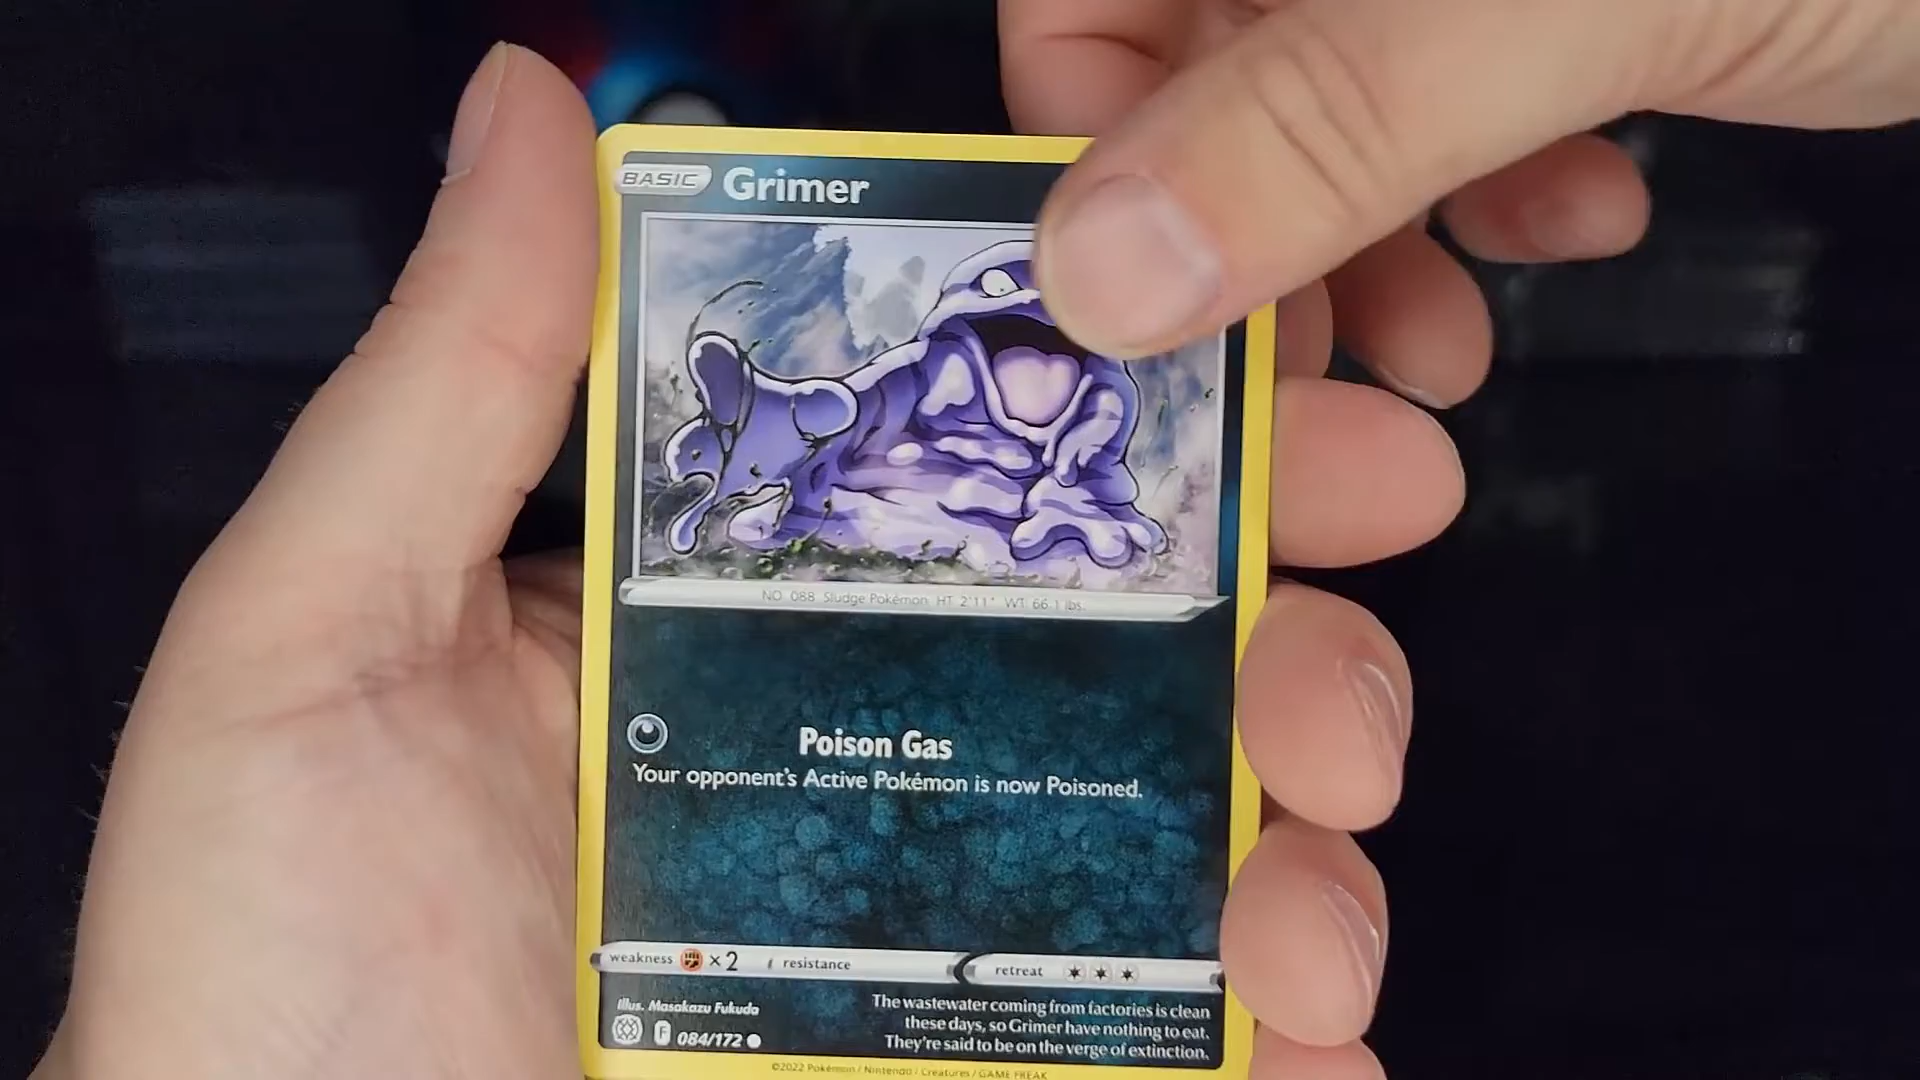 BASIC Grimer
NO. 088 Sludge Pokémon HT: 2'11" WT: 66.1 lbs.
Poison Gas
Your opponent's Active Pokémon is now Poisoned.
weakness ×2 resistance retreat
Illus. Masakazu Fukuda
F 084/172
The wastewater coming from factories is clean
these days, so Grimer have nothing to eat.
They're said to be on the verge of extinction.
©2022 Pokémon / Nintendo / Creatures / GAME FREAK